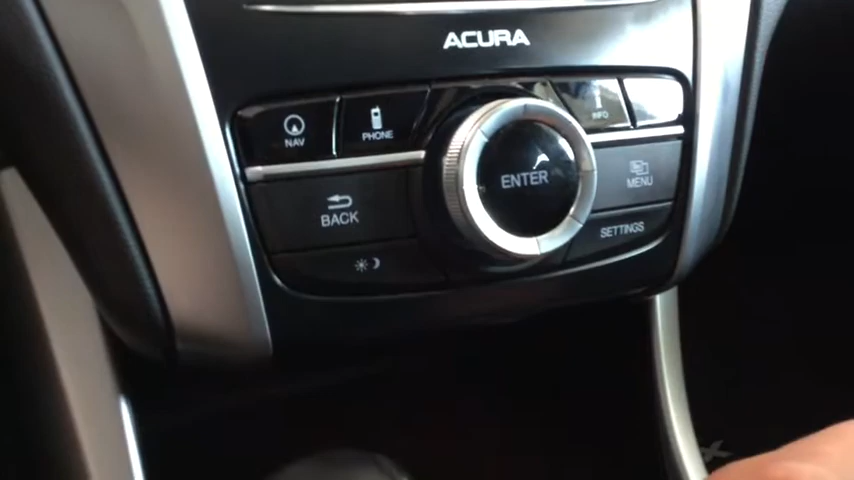 ACURA
NAV
PHONE
INFO
ENTER
MENU
BACK
SETTINGS